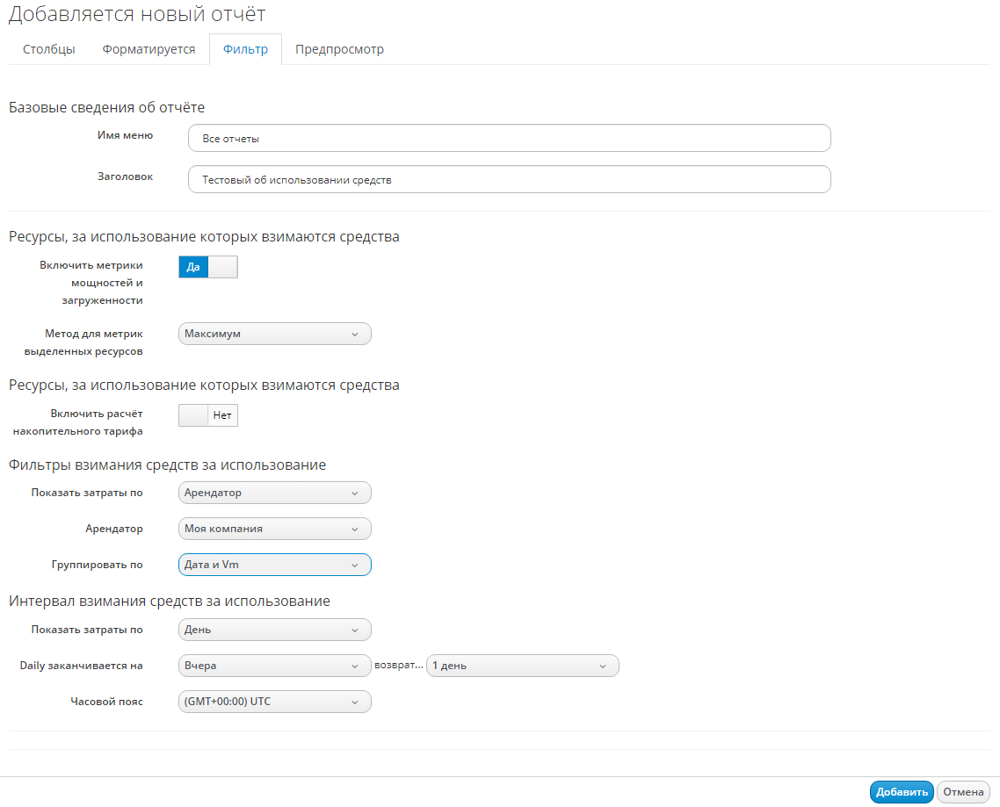 Добавляется новый отчёт
Столбцы Форматируется Фильтр Предпросмотр
Базовые сведения об отчёте
Имя меню Все отчеты
Заголовок Тестовый об использовании средств
Ресурсы, за использование которых взимаются средства
Включить метрики
мощностей и
загруженности
Да
Метод для метрик
выделенных ресурсов
Максимум
Ресурсы, за использование которых взимаются средства
Включить расчёт
накопительного тарифа
Нет
Фильтры взимания средств за использование
Показать затраты по Арендатор
Арендатор Моя компания
Группировать по Дата и Vm
Интервал взимания средств за использование
Показать затраты по День
Daily заканчивается на Вчера возврат... 1 день
Часовой пояс (GMT+00:00) UTC
Добавить Отмена